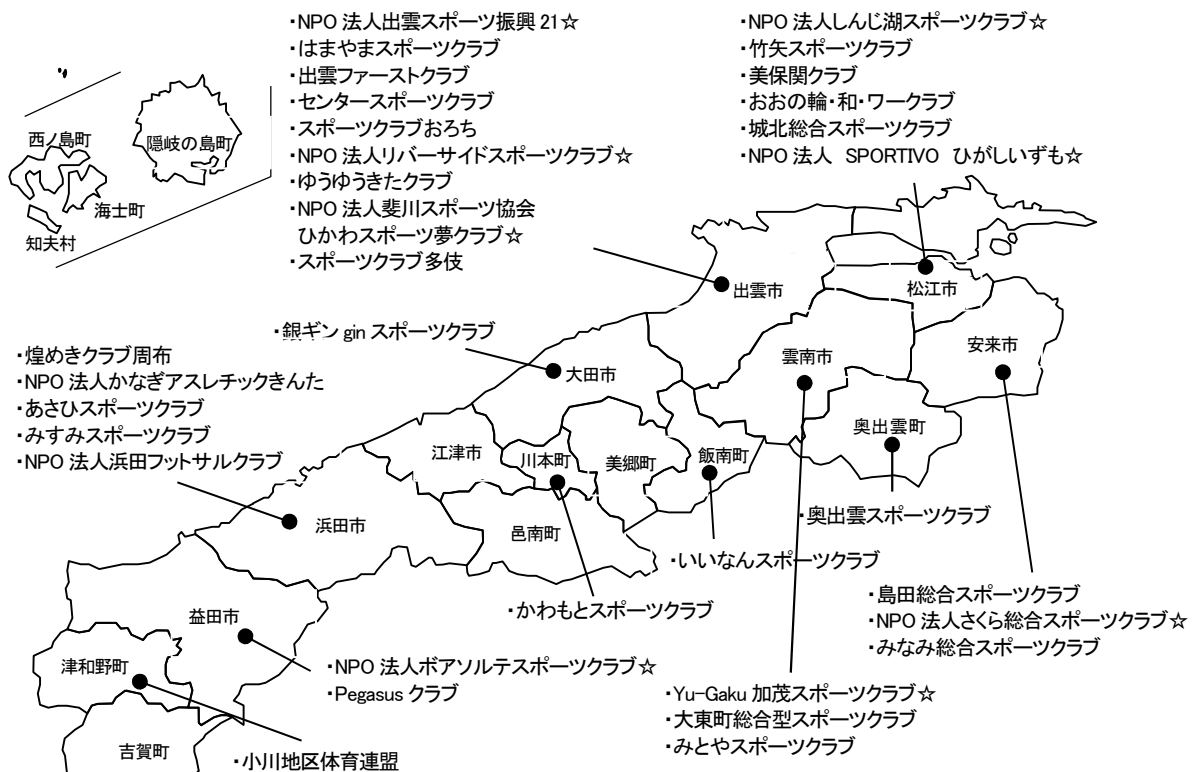 ・NPO 法人出雲スポーツ振興 21☆
・はまやまスポーツクラブ
・出雲ファーストクラブ
・センタースポーツクラブ
・スポーツクラブおろち
・NPO 法人リバーサイドスポーツクラブ☆
・ゆうゆうきたクラブ
・NPO 法人斐川スポーツ協会
ひかわスポーツ夢クラブ☆
・スポーツクラブ多伎
・NPO 法人しんじ湖スポーツクラブ☆
・竹矢スポーツクラブ
・美保関クラブ
・おおの輪・和・ワークラブ
・城北総合スポーツクラブ
・NPO 法人　SPORTIVO　ひがしいずも☆
西ノ島町
隠岐の島町
海士町
知夫村
出雲市
松江市
・銀ギン gin スポーツクラブ
・煌めきクラブ周布
・NPO 法人かなぎアスレチックきんた
・あさひスポーツクラブ
・みすみスポーツクラブ
・NPO 法人浜田フットサルクラブ
大田市
雲南市
安来市
奥出雲町
江津市
川本町
美郷町
飯南町
浜田市
邑南町
・奥出雲スポーツクラブ
・いいなんスポーツクラブ
・かわもとスポーツクラブ
・島田総合スポーツクラブ
・NPO 法人さくら総合スポーツクラブ☆
・みなみ総合スポーツクラブ
益田市
津和野町
・NPO 法人ボアソルテスポーツクラブ☆
・Pegasus クラブ
・Yu-Gaku 加茂スポーツクラブ☆
・大東町総合型スポーツクラブ
・みとやスポーツクラブ
吉賀町
・小川地区体育連盟